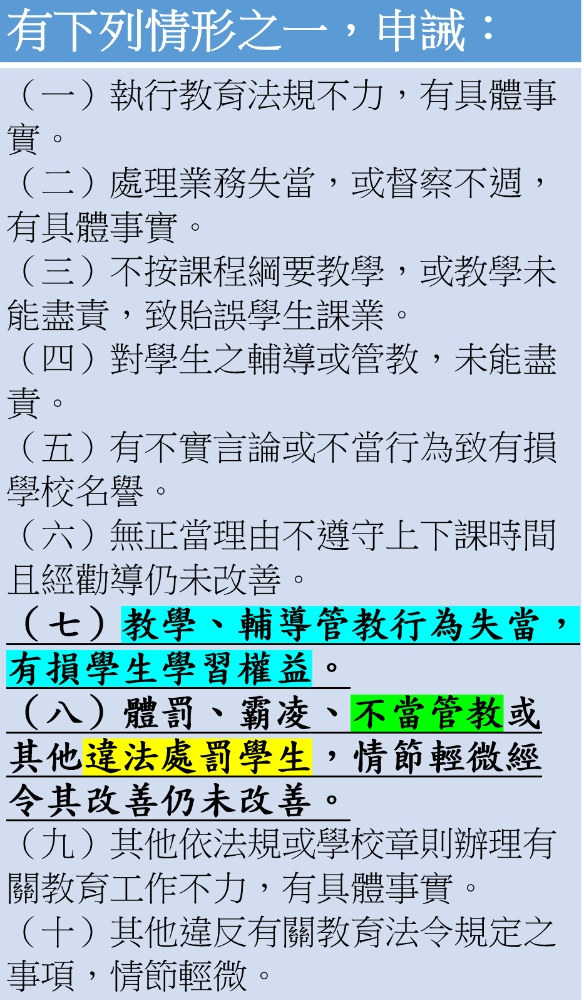 有下列情形之一，申誡：
（一）執行教育法規不力，有具體事
實。
（二）處理業務失當，或督察不週，
有具體事實。
（三）不按課程綱要教學，或教學未
能盡責，致貽誤學生課業。
（四）對學生之輔導或管教，未能盡
責。
（五）有不實言論或不當行為致有損
學校名譽。
（六）無正當理由不遵守上下課時間
且經勸導仍未改善。
（七）教學、輔導管教行為失當，
有損學生學習權益。
（八）體罰、霸凌、不當管教或
其他違法處罰學生，情節輕微經
令其改善仍未改善。
（九）其他依法規或學校章則辦理有
關教育工作不力，有具體事實。
（十）其他違反有關教育法令規定之
事項，情節輕微。